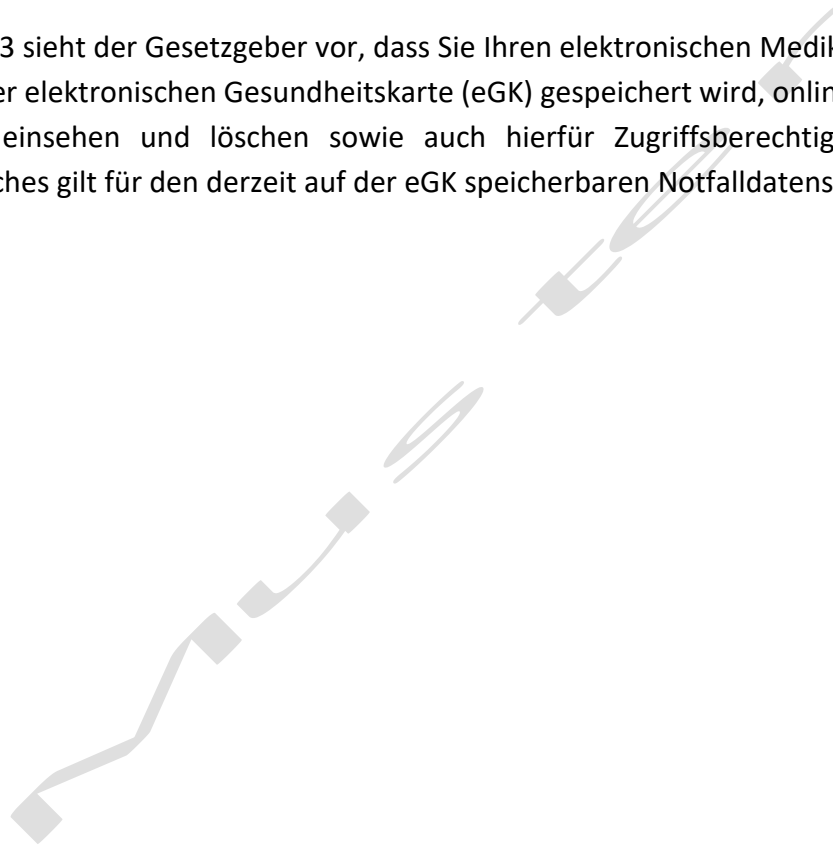 3 sieht der Gesetzgeber vor, dass Sie Ihren elektronischen Medik
er elektronischen Gesundheitskarte (eGK) gespeichert wird, onlin
einsehen und löschen sowie auch hierfür Zugriffsberechtig
ches gilt für den derzeit auf der eGK speicherbaren Notfalldatens
Muste